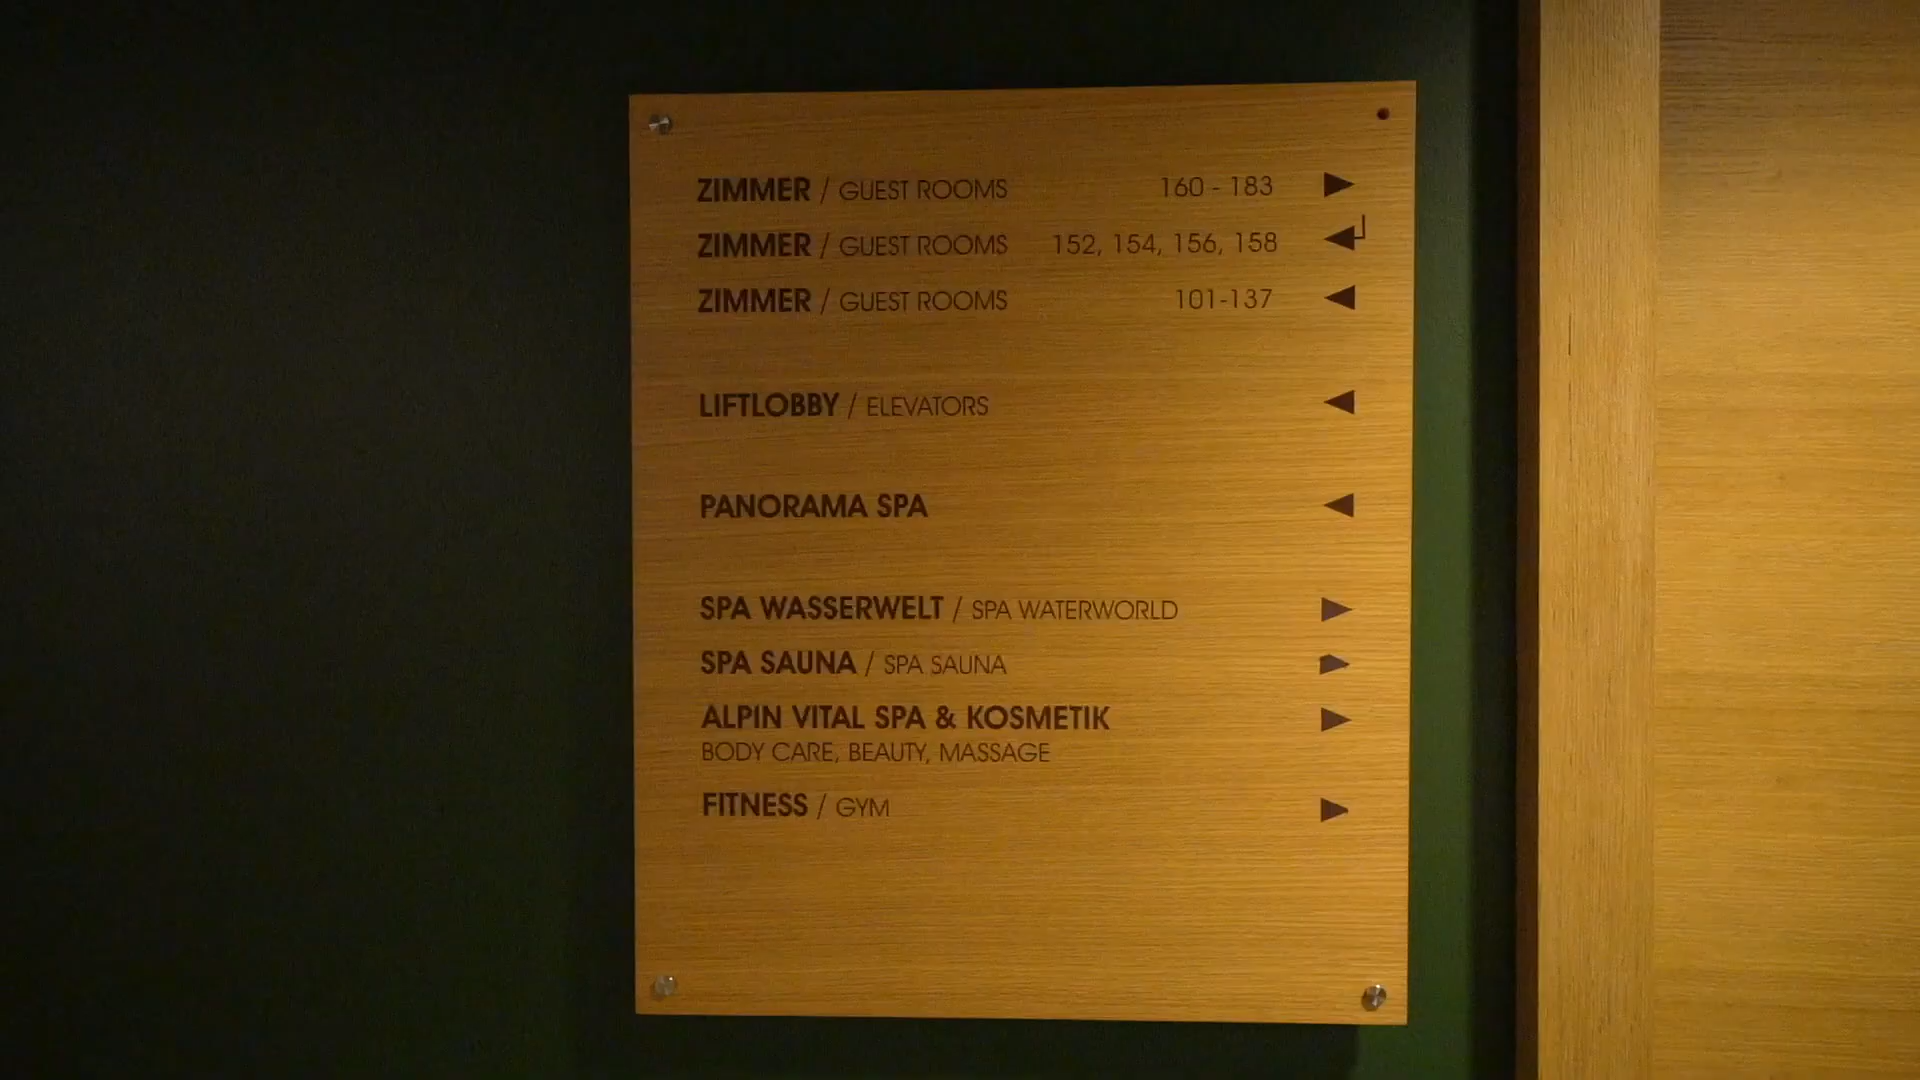 ZIMMER / GUEST ROOMS 160 - 183
ZIMMER / GUEST ROOMS 152, 154, 156, 158
ZIMMER / GUEST ROOMS 101-137
LIFTLOBBY / ELEVATORS
PANORAMA SPA
SPA WASSERWELT / SPA WATERWORLD
SPA SAUNA / SPA SAUNA
ALPIN VITAL SPA & KOSMETIK
BODY CARE, BEAUTY, MASSAGE
FITNESS / GYM